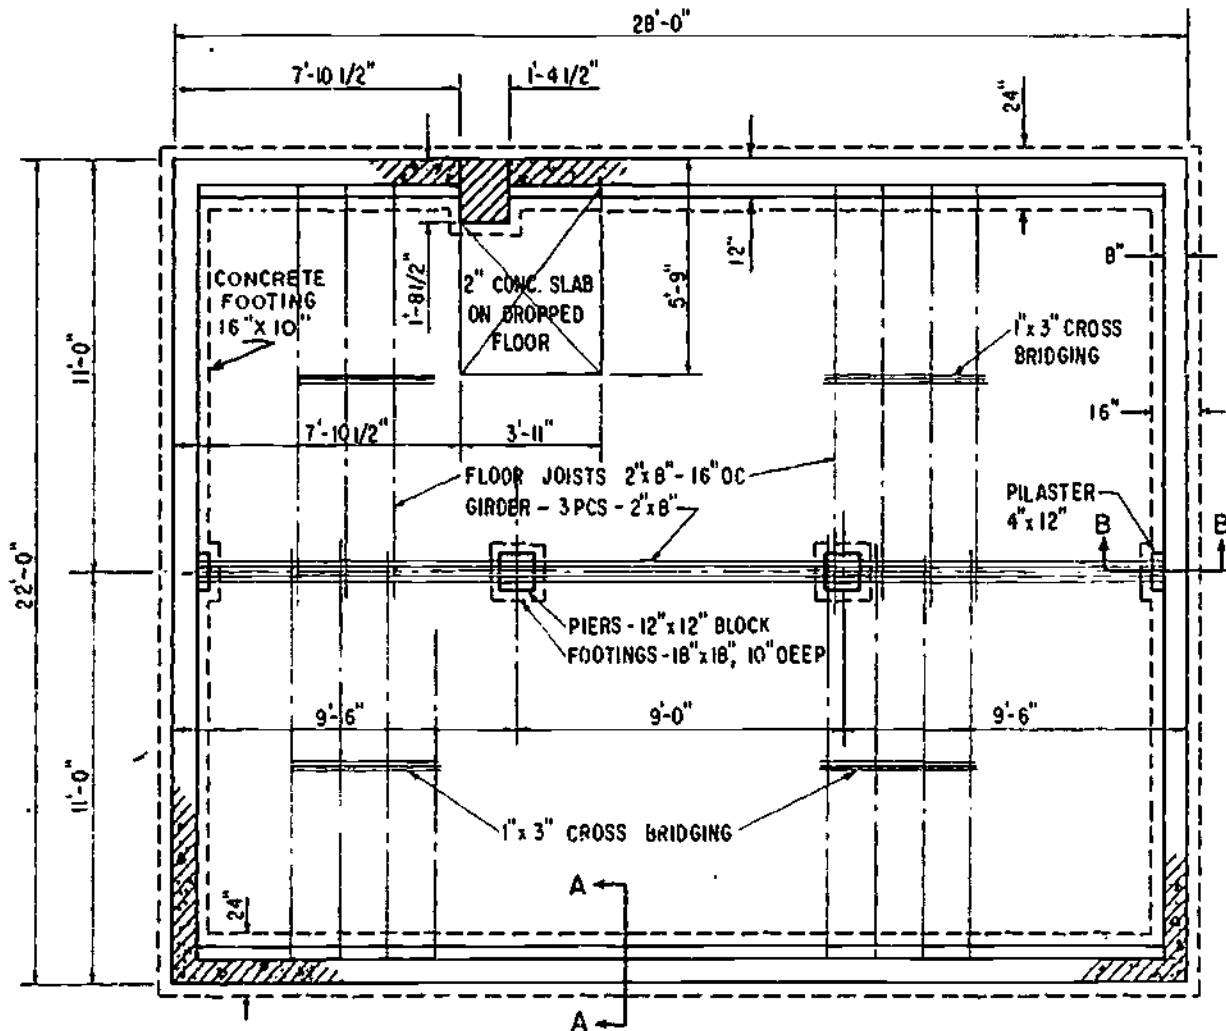 28'-0"
7'-10 1/2"
1'-4 1/2"
24"
12"
8"
5'-9"
1'-8 1/2"
CONCRETE
FOOTING
16"X 10"
2" CONC. SLAB
ON DROPPED
FLOOR
1"x 3" CROSS
BRIDGING
11'-0"
16"
7'-10 1/2"
3'-11"
FLOOR JOISTS 2"x8"- 16" OC
GIRDER - 3 PCS - 2"x8"
PILASTER
4"x 12"
B
B
22'-0"
PIERS - 12"x 12" BLOCK
FOOTINGS - 18"x 18", 10" DEEP
9'-6"
9'-0"
9'-6"
11'-0"
1"x 3" CROSS BRIDGING
A
24"
A